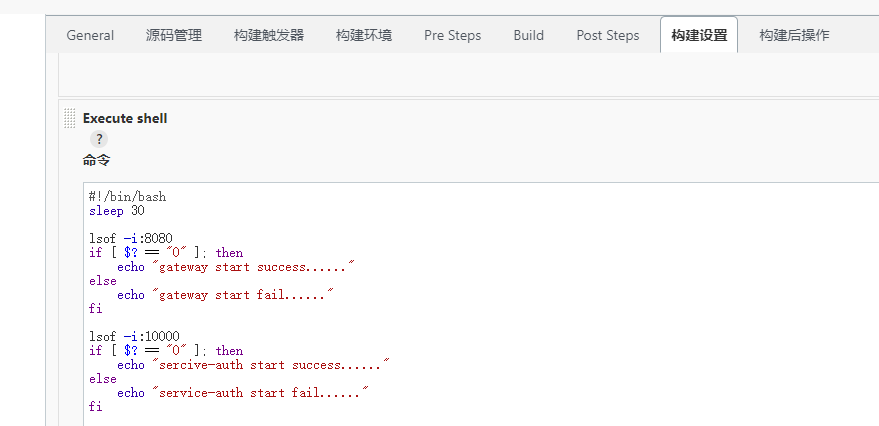 General 源码管理 构建触发器 构建环境 Pre Steps Build Post Steps 构建设置 构建后操作
Execute shell
?
命令
#!/bin/bash
sleep 30
lsof -i:8080
if [ $? == "0" ]; then
    echo "gateway start success......"
else
    echo "gateway start fail......"
fi
lsof -i:10000
if [ $? == "0" ]; then
    echo "sercive-auth start success......"
else
    echo "service-auth start fail......"
fi